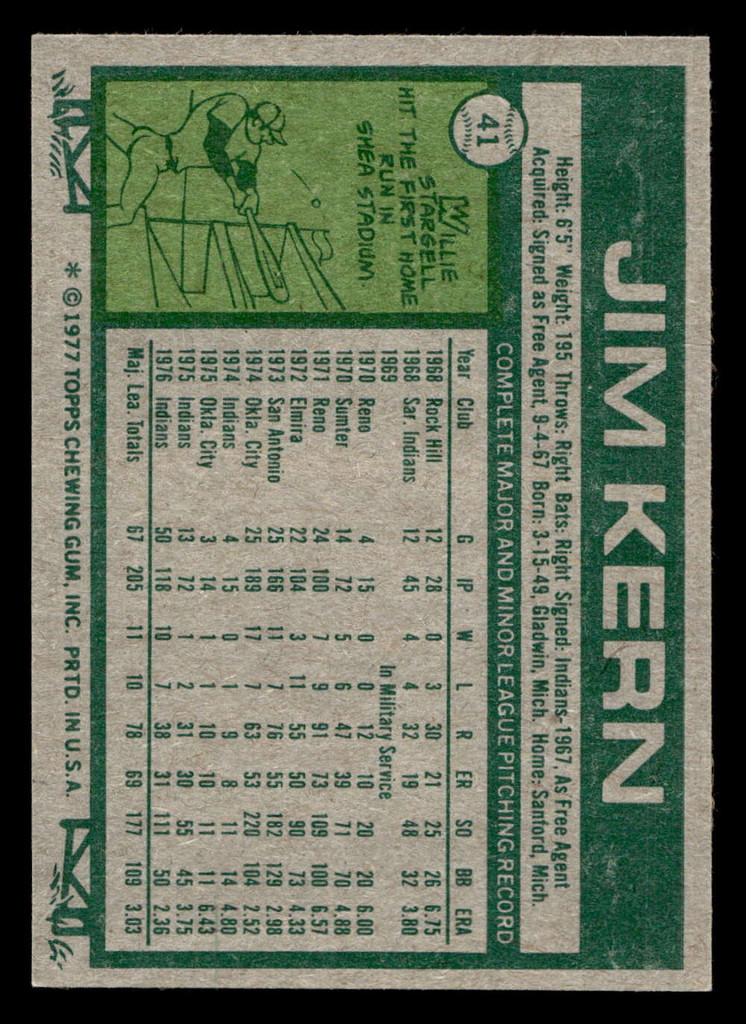 JIM KERN
41
Height: 6'5" Weight: 195 Throws: Right Bats: Right Signed: Indians-1967, As Free Agent
Acquired: Signed as Free Agent, 9-4-67 Born: 3-15-49, Gladwin, Mich. Home: Sanford, Mich.
COMPLETE MAJOR AND MINOR LEAGUE PITCHING RECORD
WILLIE
STARGELL
HIT THE FIRST HOME
RUN IN
SHEA STADIUM.
Year Club G IP W L R ER SO BB ERA
1968 Rock Hill 12 28 0 3 30 21 25 26 6.75
1968 Sar. Indians 12 45 4 4 32 19 48 32 3.80
1969 In Military Service
1970 Reno 4 15 0 0 12 10 20 20 6.00
1970 Sumter 14 72 5 6 47 39 71 70 4.88
1971 Reno 24 100 7 9 91 73 109 100 6.57
1972 Elmira 22 104 3 11 55 50 90 73 4.33
1973 San Antonio 25 166 11 7 76 55 182 129 2.98
1974 Okla. City 25 189 17 7 63 53 220 104 2.52
1974 Indians 4 15 0 1 9 8 11 14 4.80
1975 Okla. City 3 14 1 1 10 10 11 11 6.43
1975 Indians 13 72 1 2 31 30 55 45 3.75
1976 Indians 50 118 10 7 38 31 111 50 2.36
Maj. Lea. Totals 67 205 11 10 78 69 177 109 3.03
* © 1977 TOPPS CHEWING GUM, INC. PRTD. IN U.S.A.